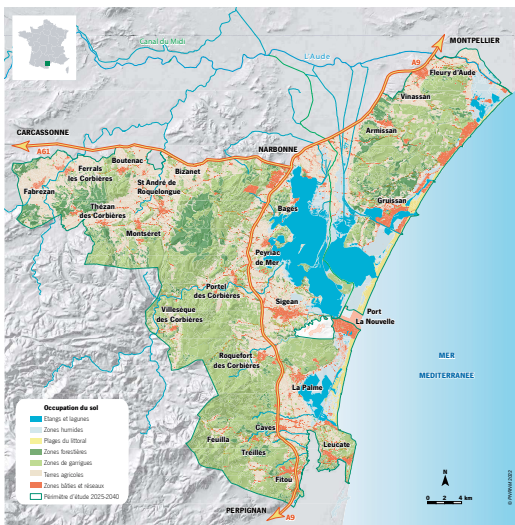 MONTPELLIER
Canal du Midi
L'Aude
A9
Fleury d'Aude
Vinassan
Armissan
CARCASSONNE
A61
NARBONNE
Boutenac
Bizanet
Ferrals
les Corbières
St André de
Roquelongue
Fabrezan
Thézan
des Corbières
Montséret
Gruissan
Bages
Peyriac
de Mer
Portel
des Corbières
Sigean
Villesèque
des Corbières
Port
La Nouvelle
Roquefort
des Corbières
MER
MEDITERRANÉE
La Palme
Caves
Feuilla
Treilles
Leucate
Fitou
PERPIGNAN
A9
Occupation du sol
Etangs et lagunes
Zones humides
Plages du littoral
Zones forestières
Zones de garrigues
Terres agricoles
Zones bâties et réseaux
Périmètre d'étude 2025-2040
N
0 2 4 km
© PNRNM 2022